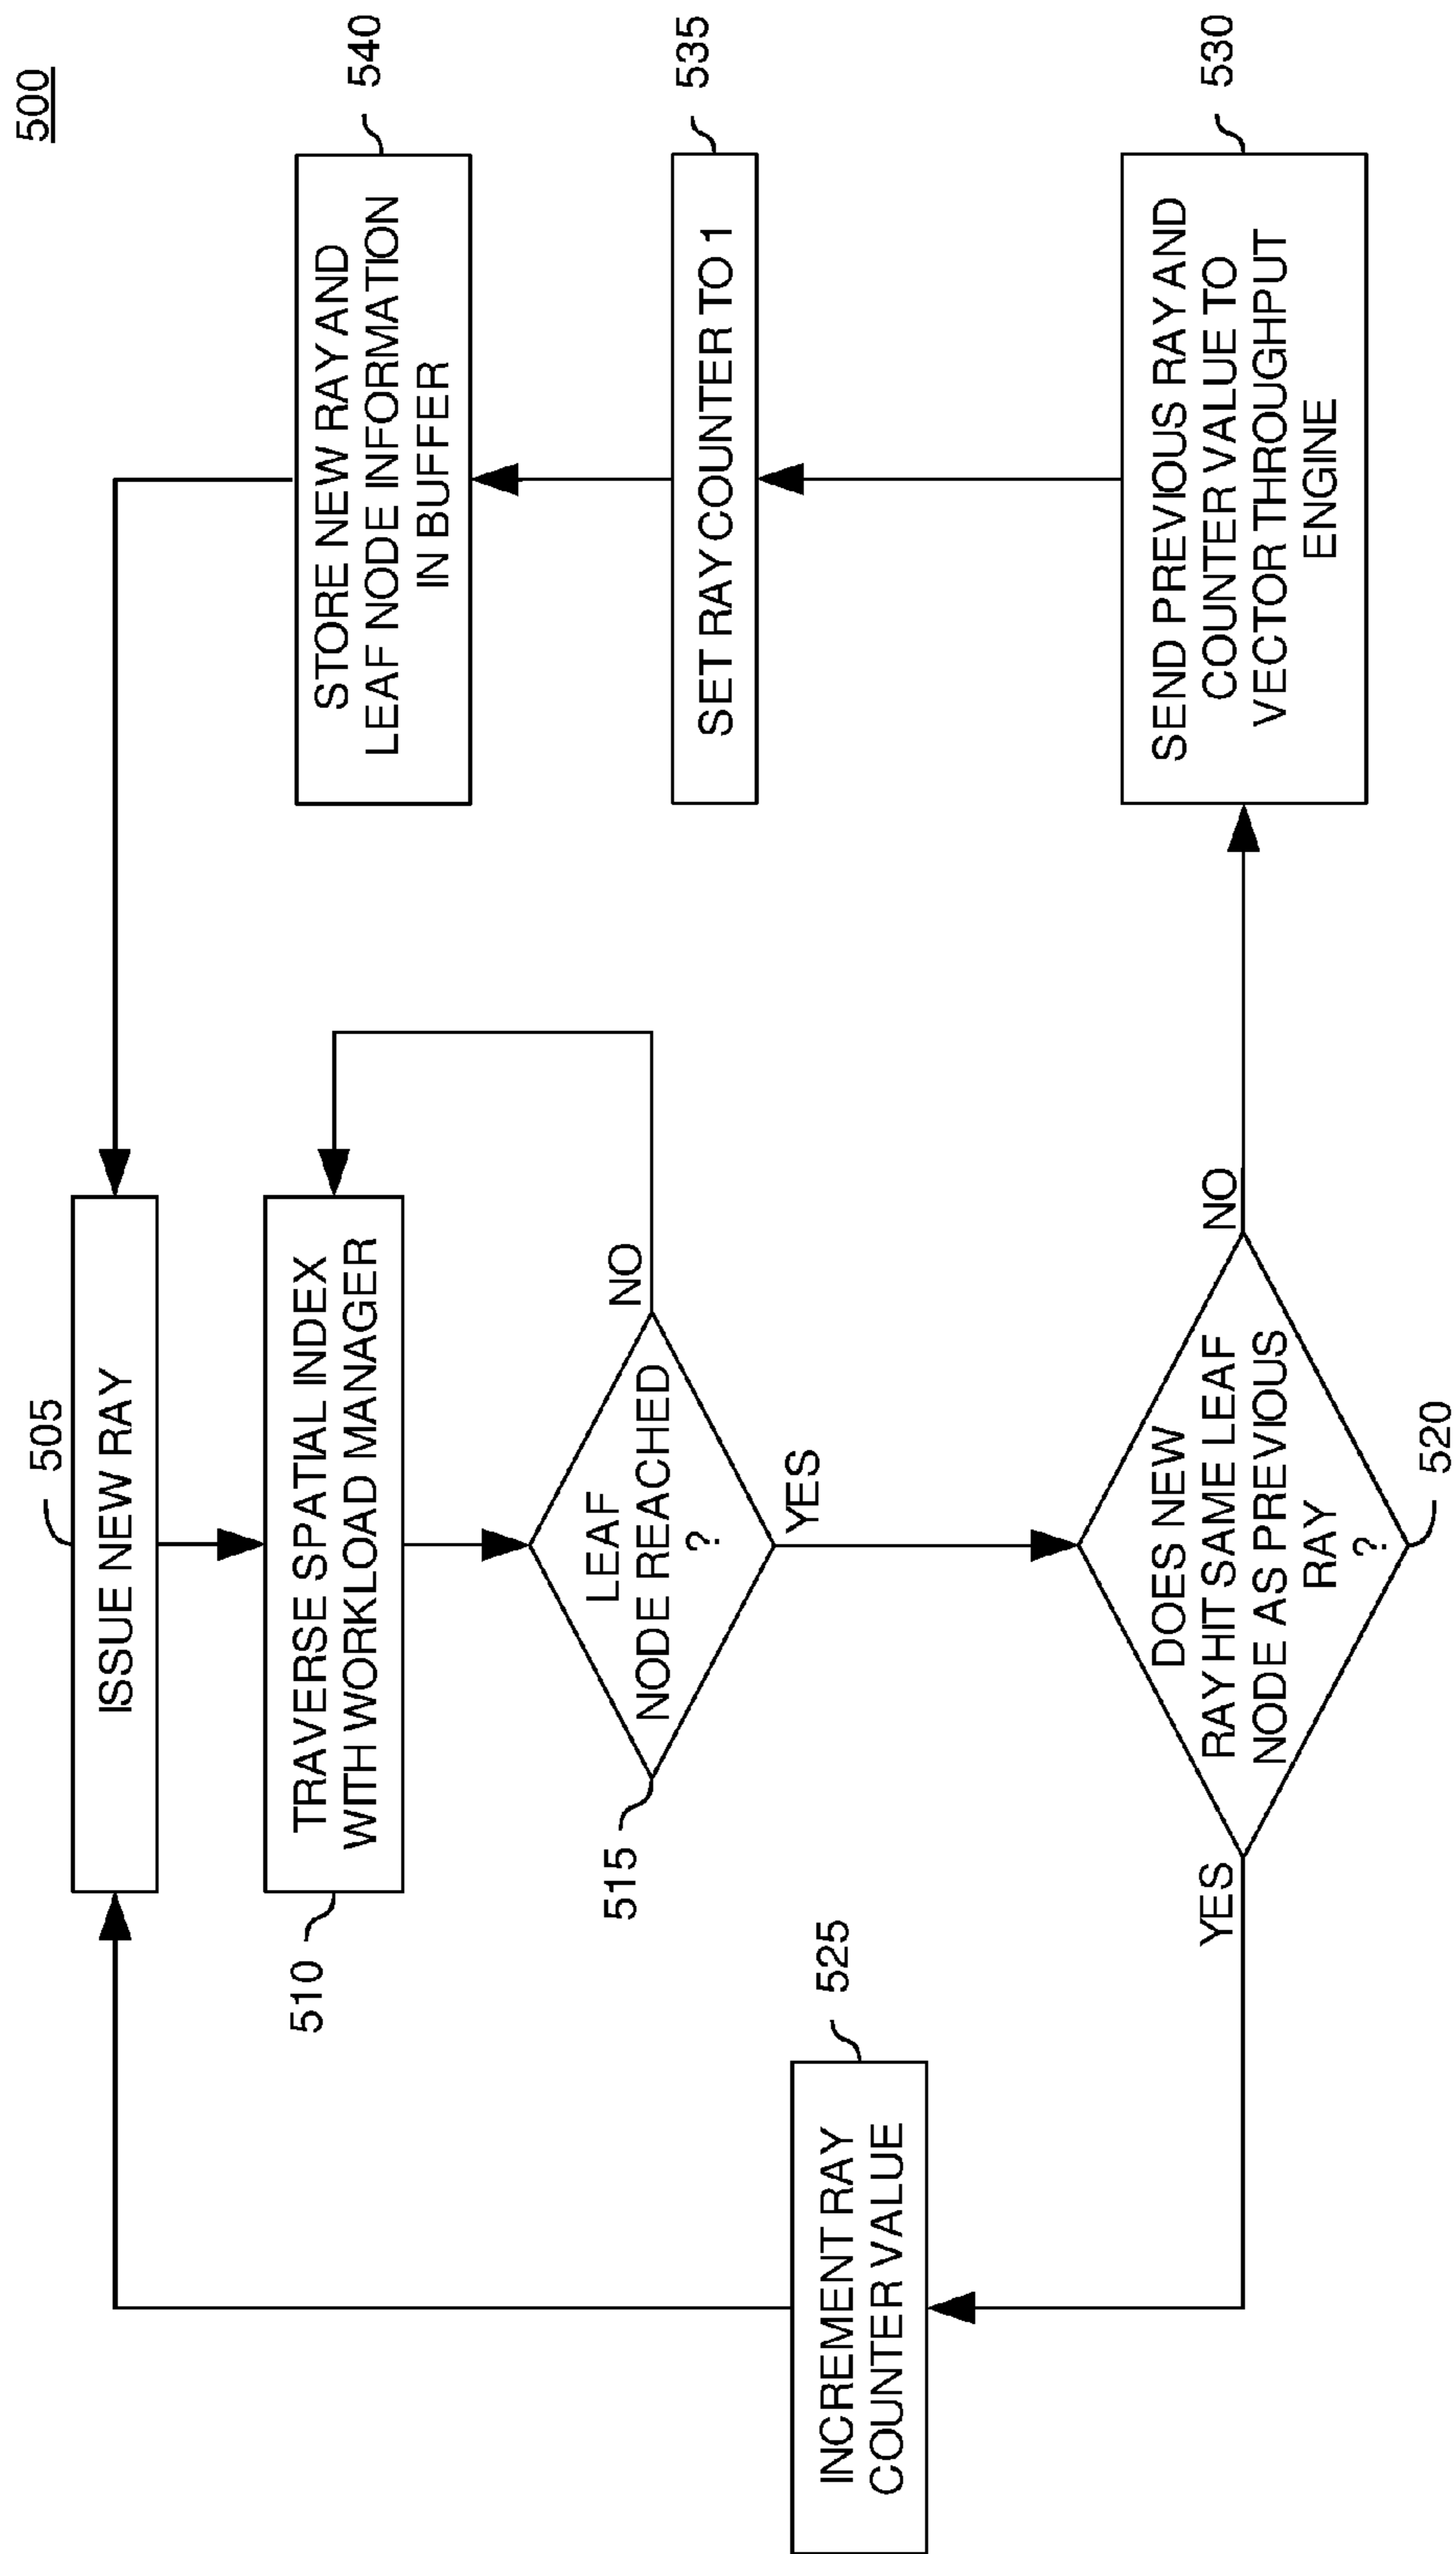 500
505
ISSUE NEW RAY
510
TRAVERSE SPATIAL INDEX
WITH WORKLOAD MANAGER
515
LEAF
NODE REACHED
?
NO
YES
DOES NEW
RAY HIT SAME LEAF
NODE AS PREVIOUS
RAY
?
520
YES
NO
525
INCREMENT RAY
COUNTER VALUE
530
SEND PREVIOUS RAY AND
COUNTER VALUE TO
VECTOR THROUGHPUT
ENGINE
535
SET RAY COUNTER TO 1
540
STORE NEW RAY AND
LEAF NODE INFORMATION
IN BUFFER